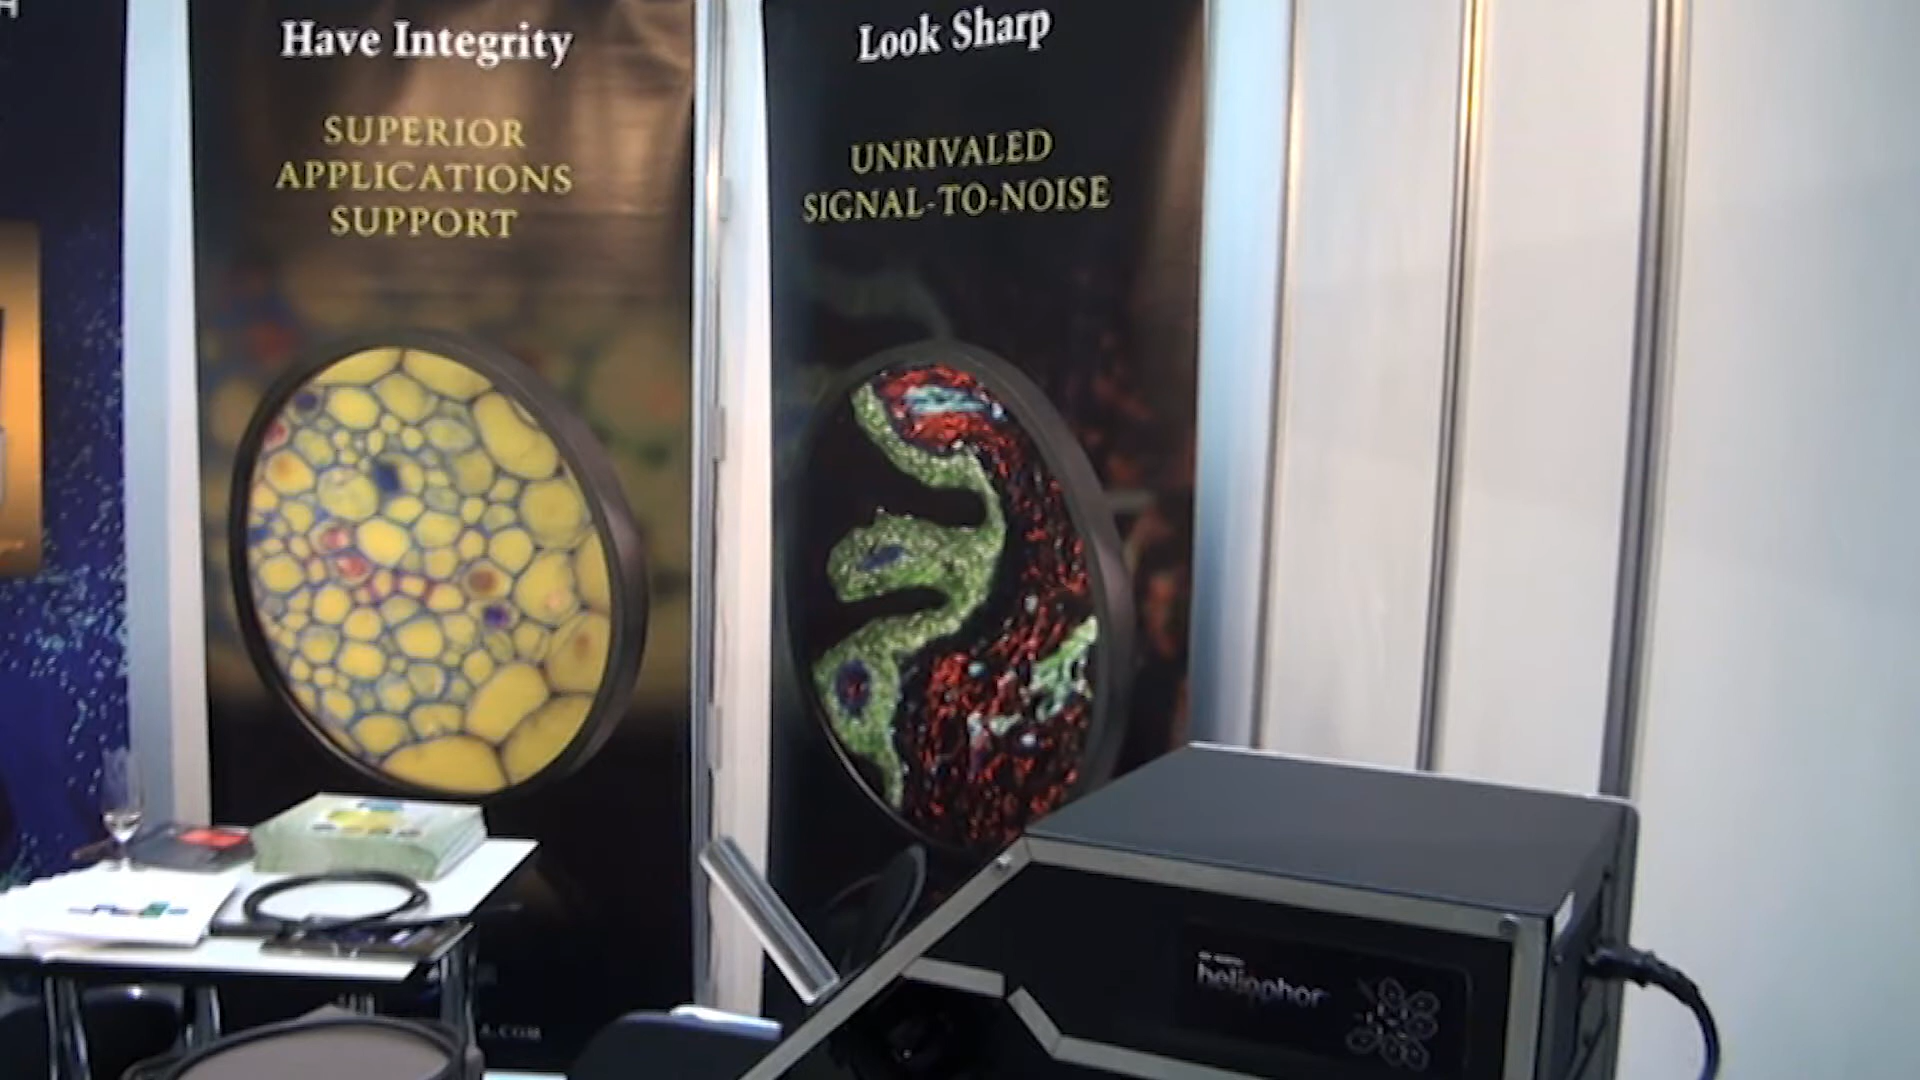 Have Integrity
SUPERIOR
APPLICATIONS
SUPPORT
Look Sharp
UNRIVALED
SIGNAL-TO-NOISE
heliophor